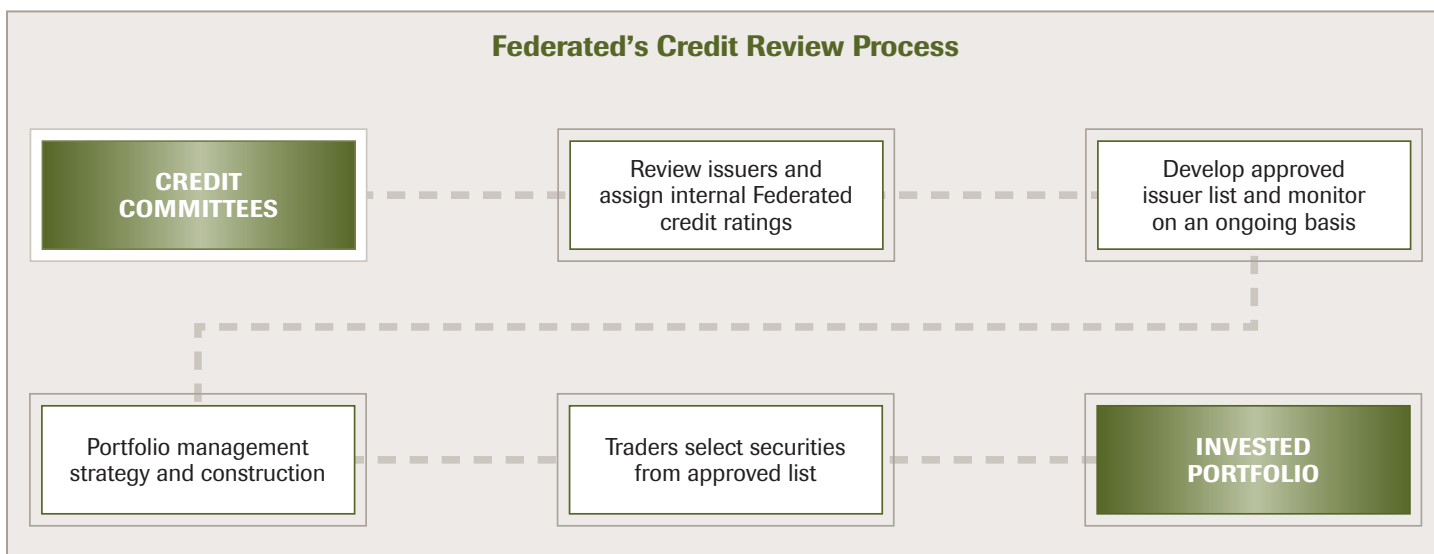 Federated's Credit Review Process
CREDIT
COMMITTEES
Review issuers and
assign internal Federated
credit ratings
Develop approved
issuer list and monitor
on an ongoing basis
Portfolio management
strategy and construction
Traders select securities
from approved list
INVESTED
PORTFOLIO